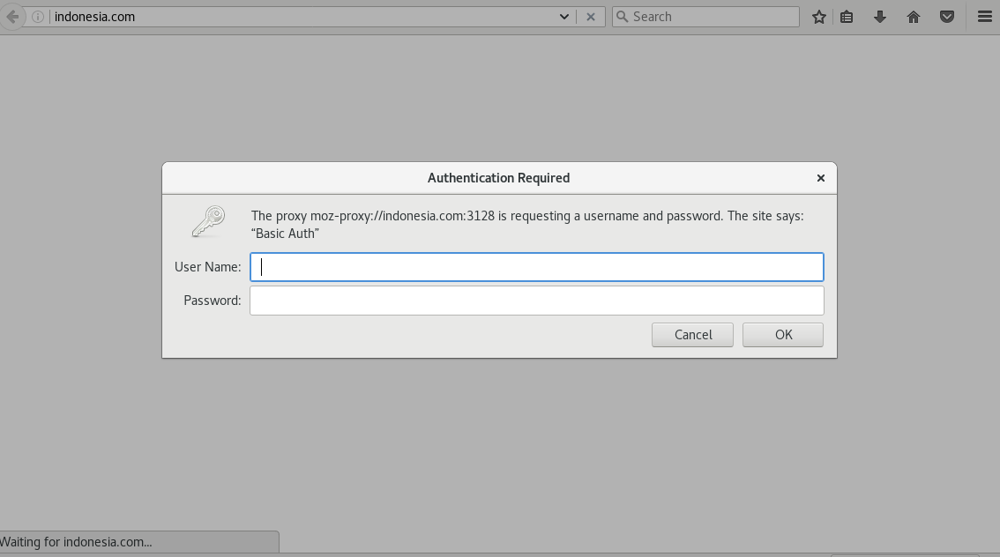 indonesia.com
Search
Authentication Required
The proxy moz-proxy://indonesia.com:3128 is requesting a username and password. The site says:
“Basic Auth”
User Name:
Password:
Cancel
OK
Waiting for indonesia.com...